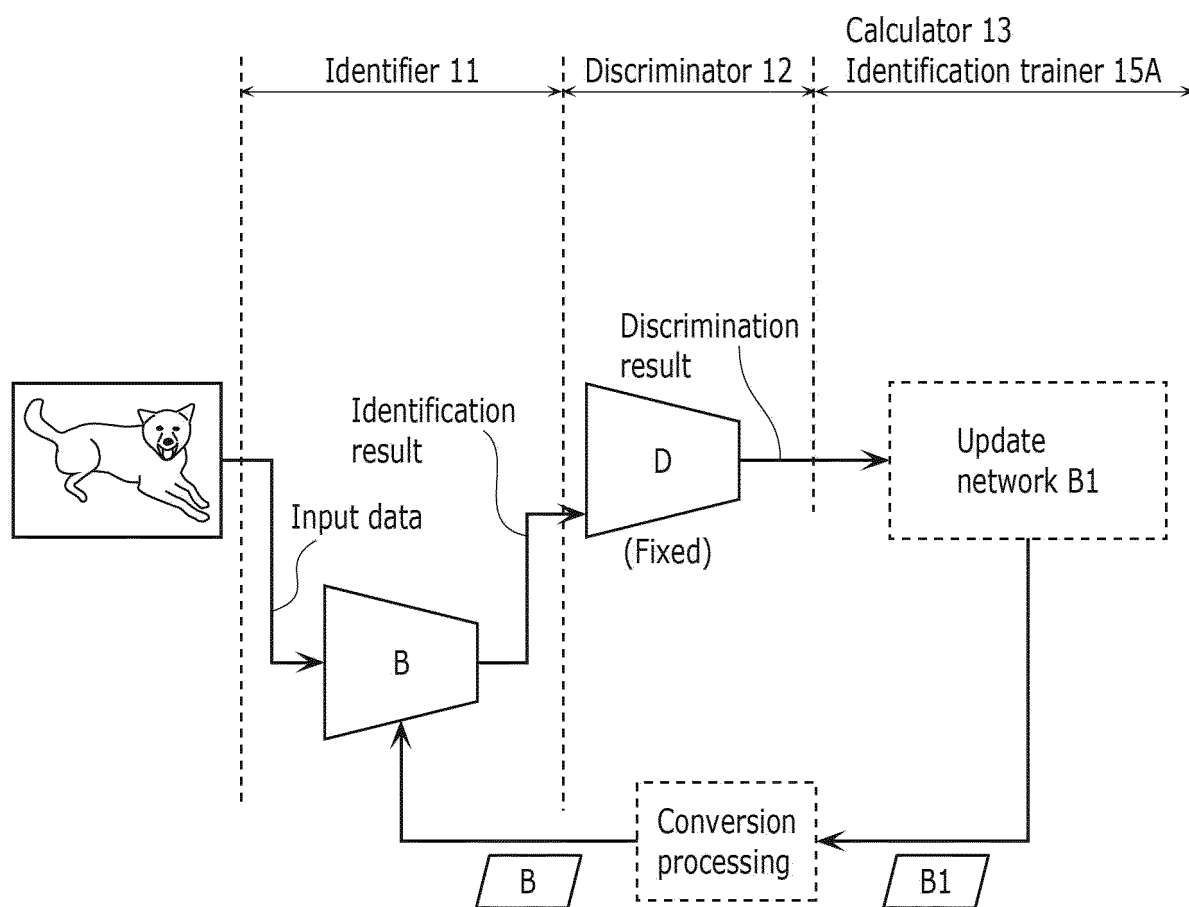 Calculator 13
Identifier 11
Discriminator 12
Identification trainer 15A
Discrimination
result
Identification
result
D
Update
network B1
Input data
(Fixed)
B
Conversion
processing
B
B1